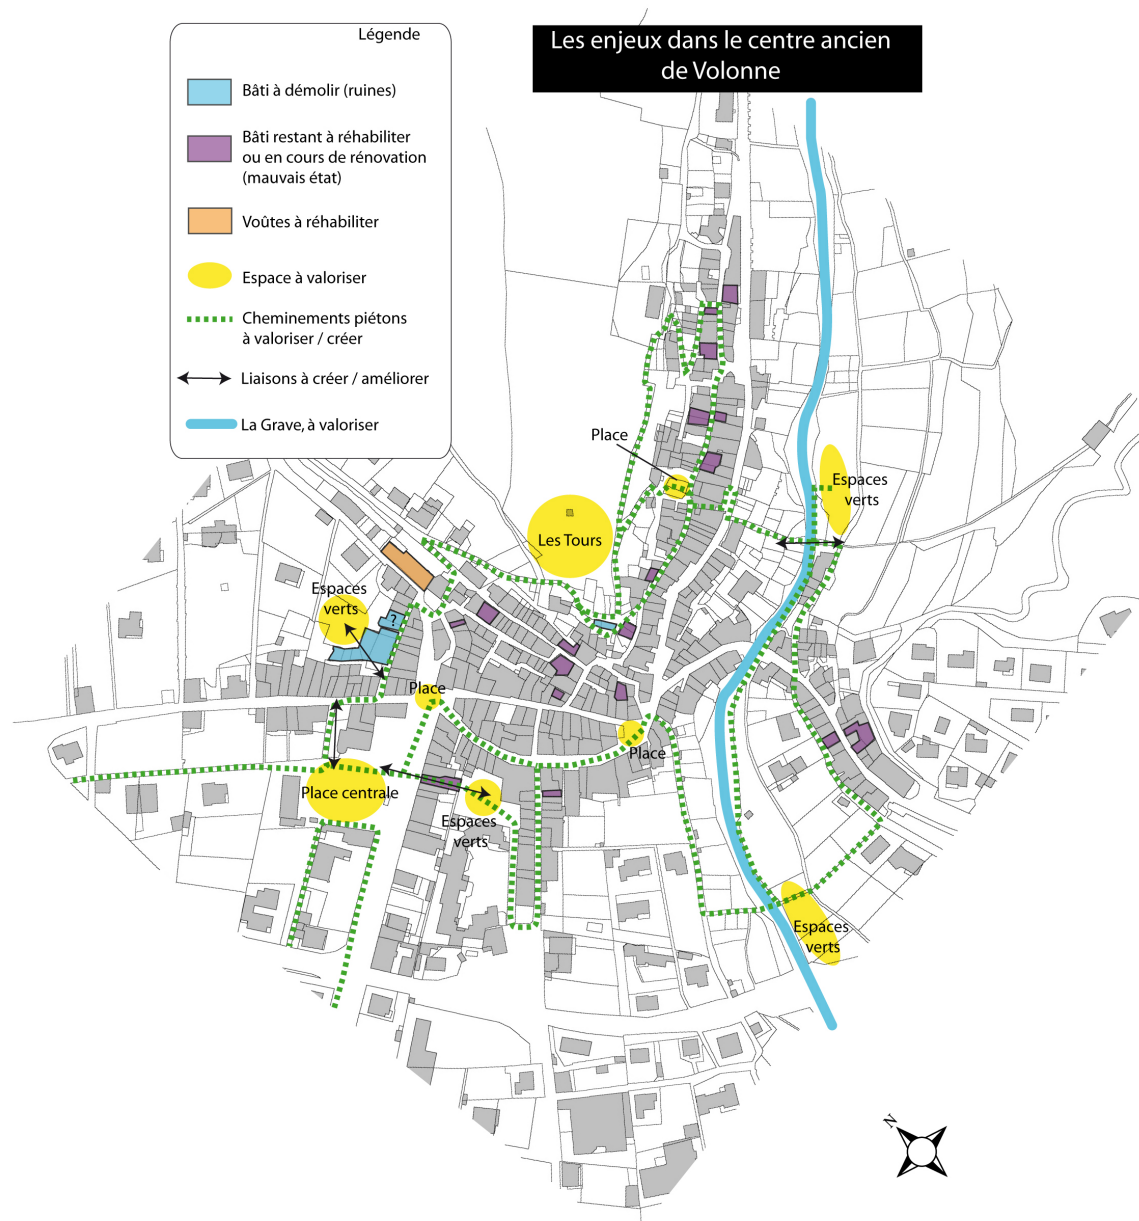 Les enjeux dans le centre ancien
de Volonne
Légende
Bâti à démolir (ruines)
Bâti restant à réhabiliter
ou en cours de rénovation
(mauvais état)
Voûtes à réhabiliter
Espace à valoriser
Cheminements piétons
à valoriser / créer
Liaisons à créer / améliorer
La Grave, à valoriser
Place
Espaces
verts
Les Tours
Espaces
verts
?
Place
Place
Place centrale
Espaces
verts
Espaces
verts
N